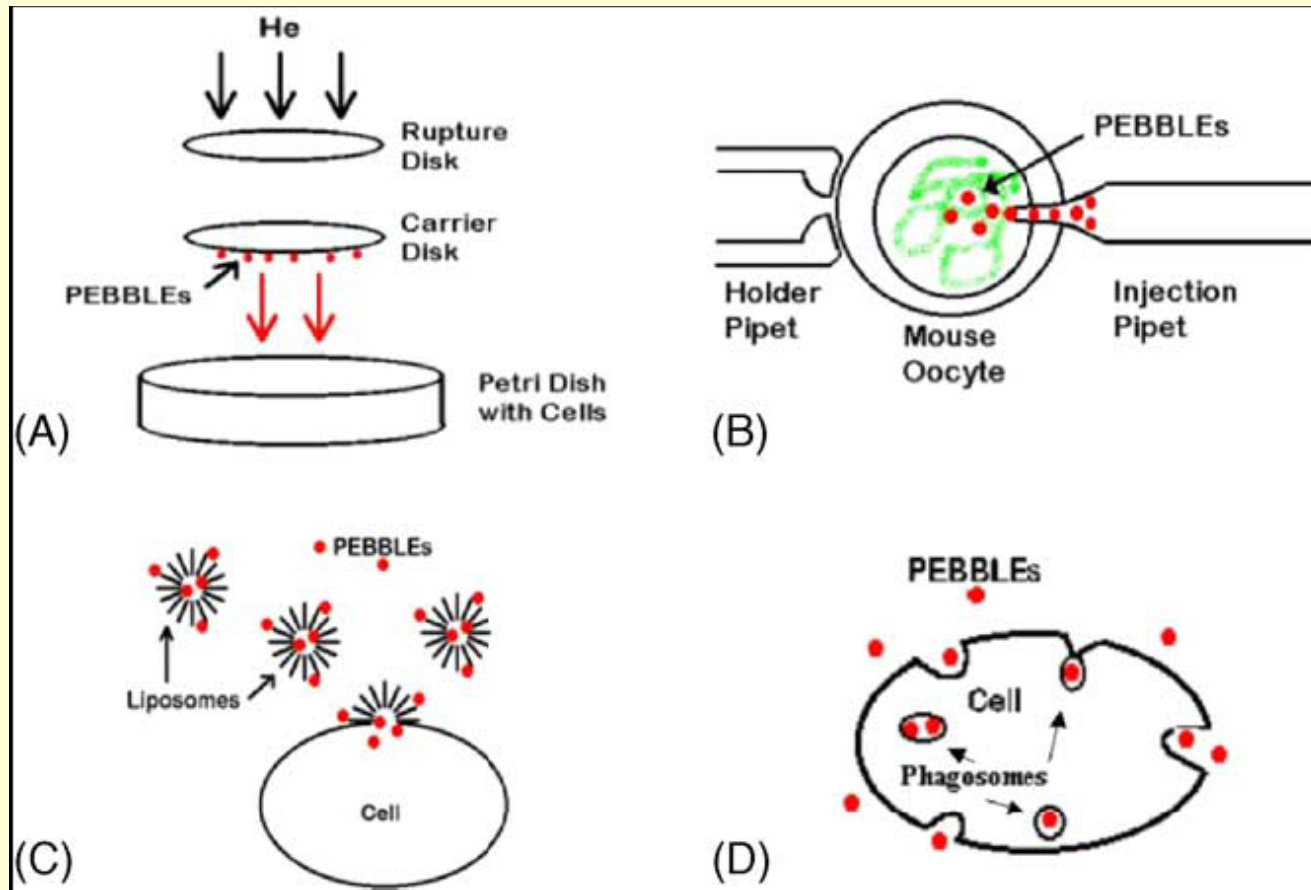 He
Rupture
Disk
Carrier
Disk
PEBBLEs
Petri Dish
with Cells
(A)
PEBBLEs
Holder
Pipet
Mouse
Oocyte
Injection
Pipet
(B)
PEBBLEs
Liposomes
Cell
(C)
PEBBLEs
Cell
Phagosomes
(D)